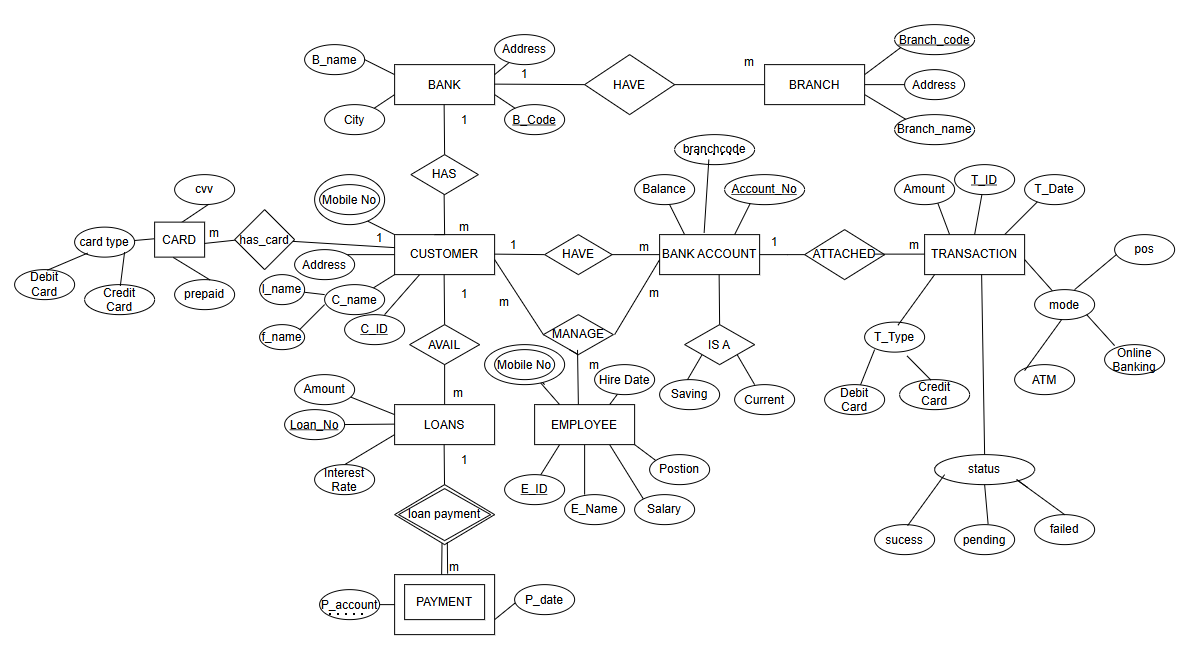 Address
B_name
1
m
Branch_code
BANK
HAVE
BRANCH
Address
City
1
B_Code
Branch_name
branchcode
HAS
cvv
Mobile No
Balance
Account_No
Amount
T_ID
T_Date
m
card type
CARD
m
has_card
1
CUSTOMER
1
HAVE
m
BANK ACCOUNT
1
ATTACHED
m
TRANSACTION
pos
Address
Debit
Card
Credit
Card
prepaid
l_name
C_name
1
m
m
mode
f_name
C_ID
AVAIL
MANAGE
IS A
T_Type
Mobile No
m
Online
Banking
Hire Date
ATM
Amount
m
Saving
Current
Debit
Card
Credit
Card
Loan_No
LOANS
EMPLOYEE
1
Postion
status
Interest
Rate
E_ID
E_Name
Salary
loan payment
sucess
pending
failed
m
P_account
PAYMENT
P_date